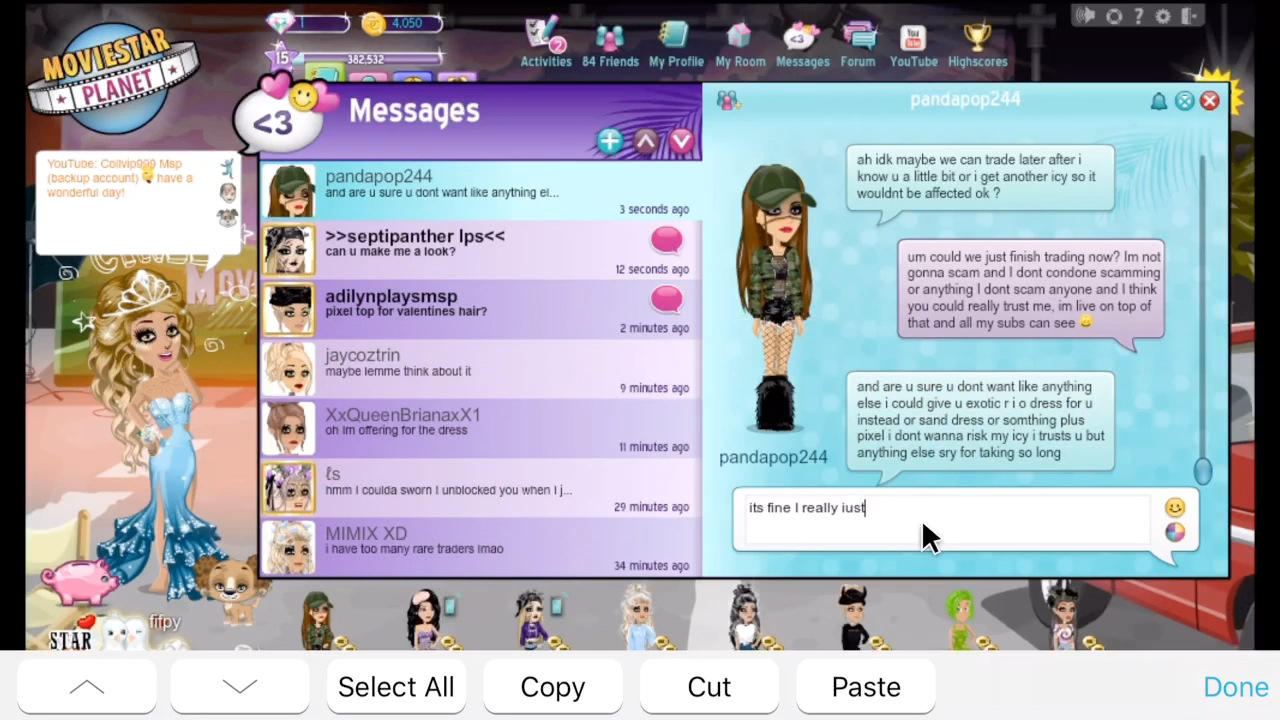 MOVIESTAR
PLANET
1
4,050
15
382,532
Activities
2
84 Friends
My Profile
My Room
<3
Messages
Forum
You
Tube
YouTube
Highscores
?
YouTube: Collvip999 Msp
(backup account) have a
wonderful day!
<3
Messages
pandapop244
and are u sure u dont want like anything el...
3 seconds ago
>>septipanther lps<<
can u make me a look?
12 seconds ago
adilynplaysmsp
pixel top for valentines hair?
2 minutes ago
jaycoztrin
maybe lemme think about it
9 minutes ago
XxQueenBrianaxX1
oh im offering for the dress
11 minutes ago
ℓs
hmm I coulda sworn I unblocked you when I j...
29 minutes ago
MIMIX XD
i have too many rare traders lmao
34 minutes ago
pandapop244
ah idk maybe we can trade later after i
know u a little bit or i get another icy so it
wouldnt be affected ok ?
um could we just finish trading now? Im not
gonna scam and I dont condone scamming
or anything I dont scam anyone and I think
you could really trust me, im live on top of
that and all my subs can see
and are u sure u dont want like anything
else i could give u exotic r i o dress for u
instead or sand dress or somthing plus
pixel i dont wanna risk my icy i trusts u but
anything else sry for taking so long
pandapop244
its fine I really iust
fifpy
STAR
Select All
Copy
Cut
Paste
Done